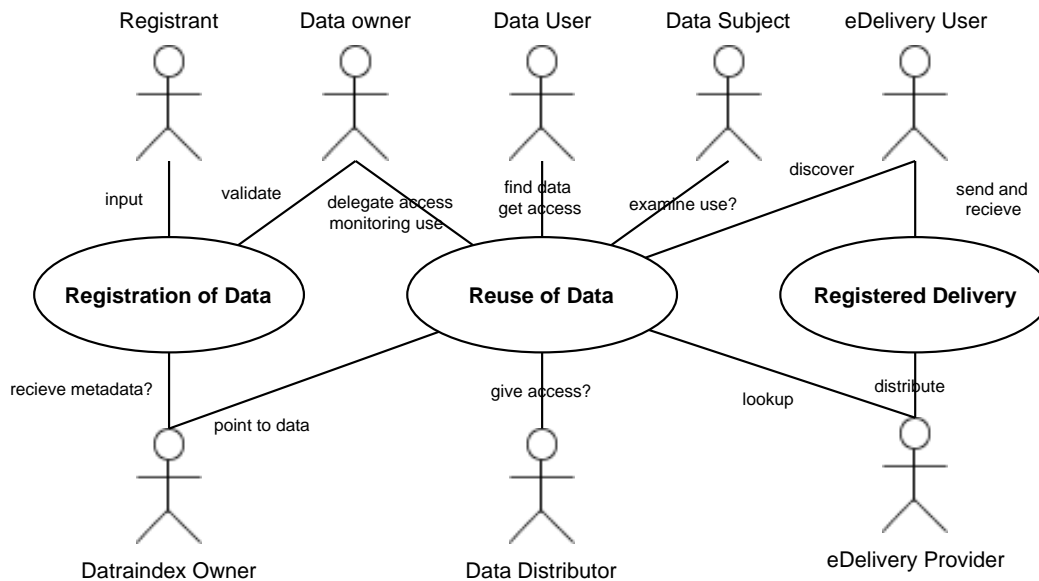 Registrant
Data owner
Data User
Data Subject
eDelivery User
input
validate
delegate access
monitoring use
find data
get access
examine use?
discover
send and
recieve
Registration of Data
Reuse of Data
Registered Delivery
recieve metadata?
point to data
give access?
lookup
distribute
Datraindex Owner
Data Distributor
eDelivery Provider